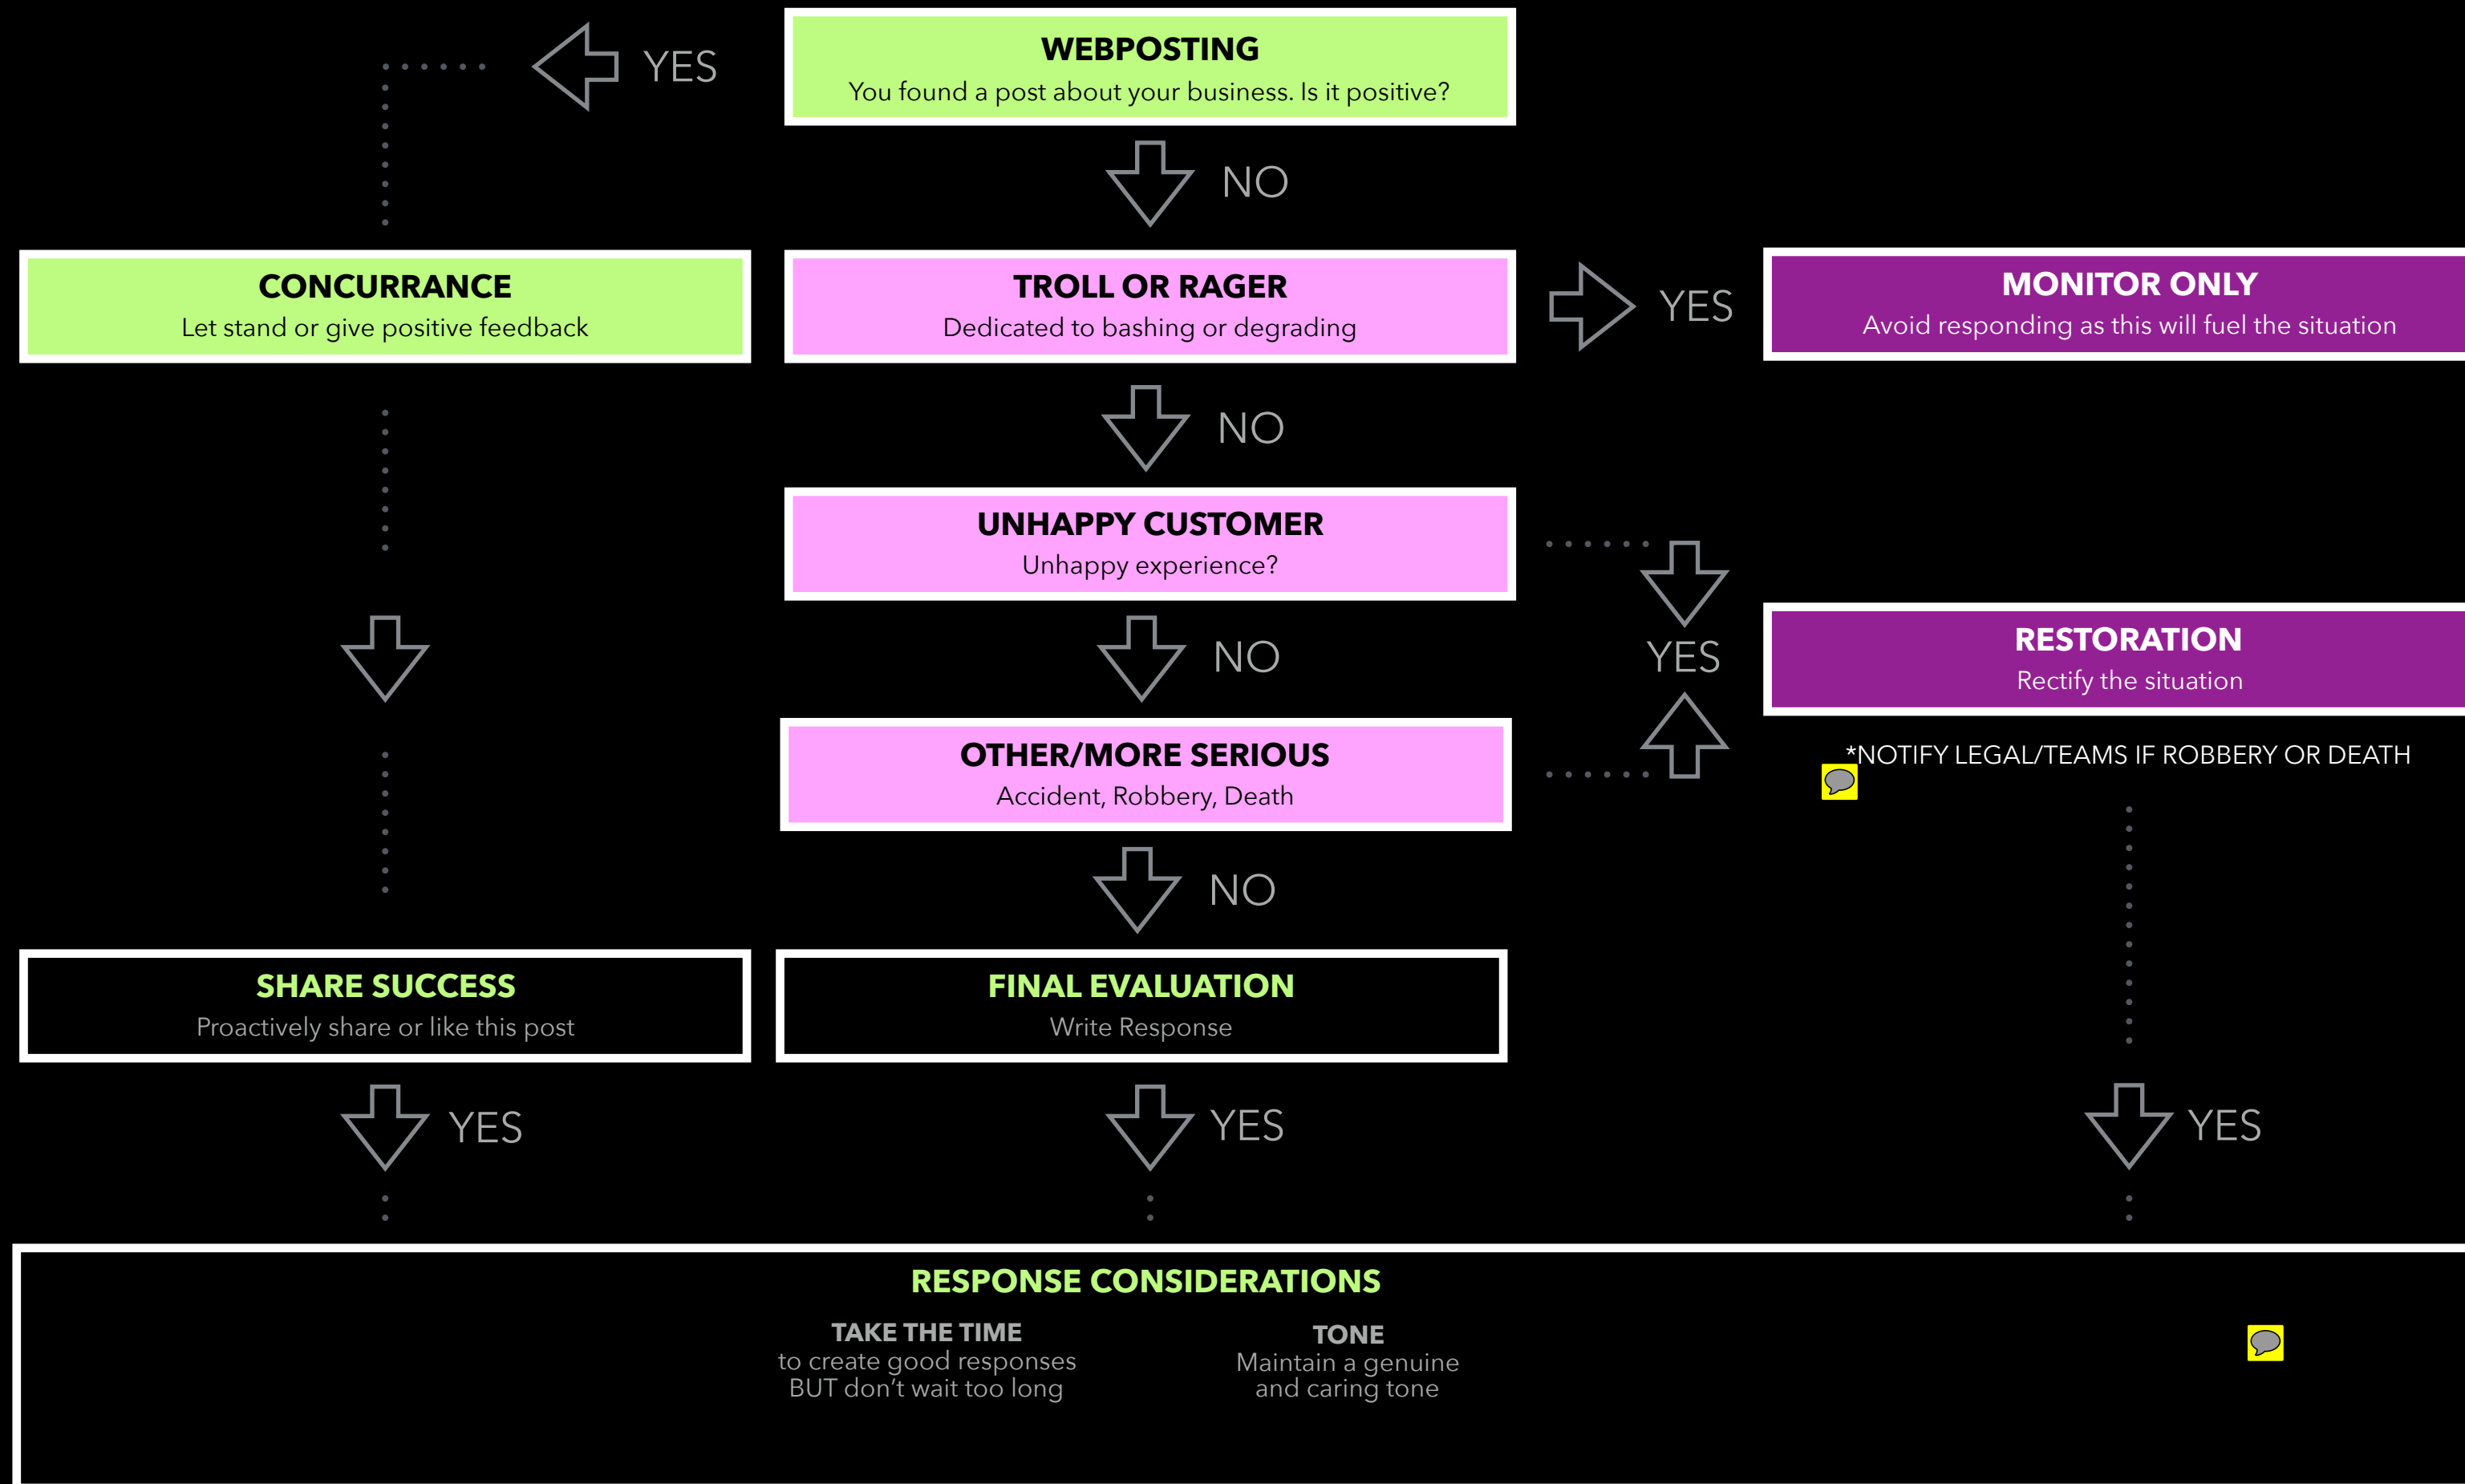 YES
WEBPOSTING
You found a post about your business. Is it positive?
NO
CONCURRANCE
Let stand or give positive feedback
TROLL OR RAGER
Dedicated to bashing or degrading
YES
MONITOR ONLY
Avoid responding as this will fuel the situation
NO
UNHAPPY CUSTOMER
Unhappy experience?
NO
YES
RESTORATION
Rectify the situation
OTHER/MORE SERIOUS
Accident, Robbery, Death
*NOTIFY LEGAL/TEAMS IF ROBBERY OR DEATH
NO
SHARE SUCCESS
Proactively share or like this post
FINAL EVALUATION
Write Response
YES
YES
YES
RESPONSE CONSIDERATIONS
TAKE THE TIME
to create good responses
BUT don’t wait too long
TONE
Maintain a genuine
and caring tone